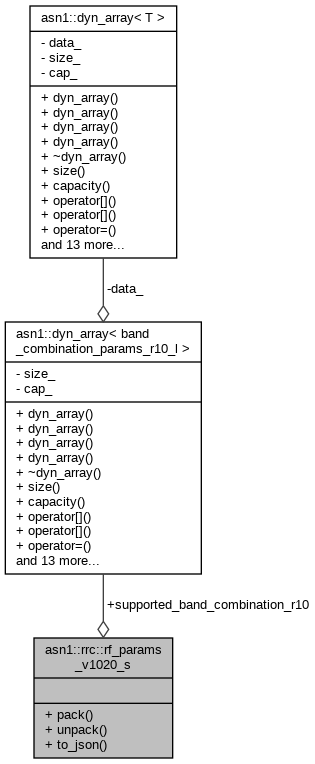 asn1::dyn_array< T >
- data_
- size_
- cap_
+ dyn_array()
+ dyn_array()
+ dyn_array()
+ dyn_array()
+ ~dyn_array()
+ size()
+ capacity()
+ operator[]()
+ operator[]()
+ operator=()
and 13 more...
-data_
asn1::dyn_array< band
_combination_params_r10_l >
- size_
- cap_
+ dyn_array()
+ dyn_array()
+ dyn_array()
+ dyn_array()
+ ~dyn_array()
+ size()
+ capacity()
+ operator[]()
+ operator[]()
+ operator=()
and 13 more...
+supported_band_combination_r10
asn1::rrc::rf_params
_v1020_s
+ pack()
+ unpack()
+ to_json()